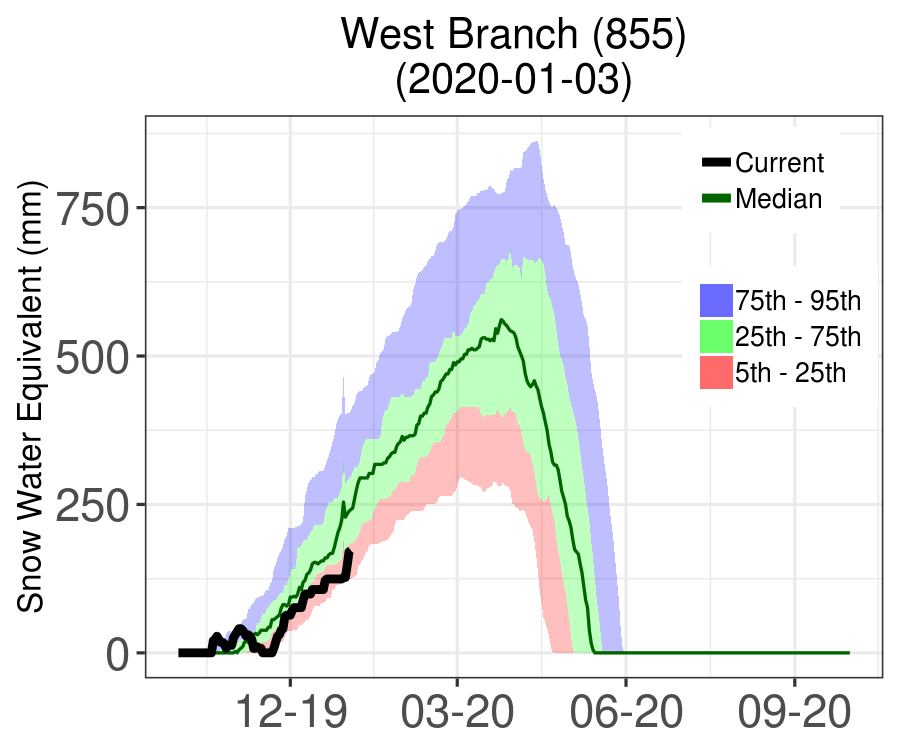 West Branch (855)
(2020-01-03)
Snow Water Equivalent (mm)
750
500
250
0
12-19
03-20
06-20
09-20
Current
Median
75th - 95th
25th - 75th
5th - 25th